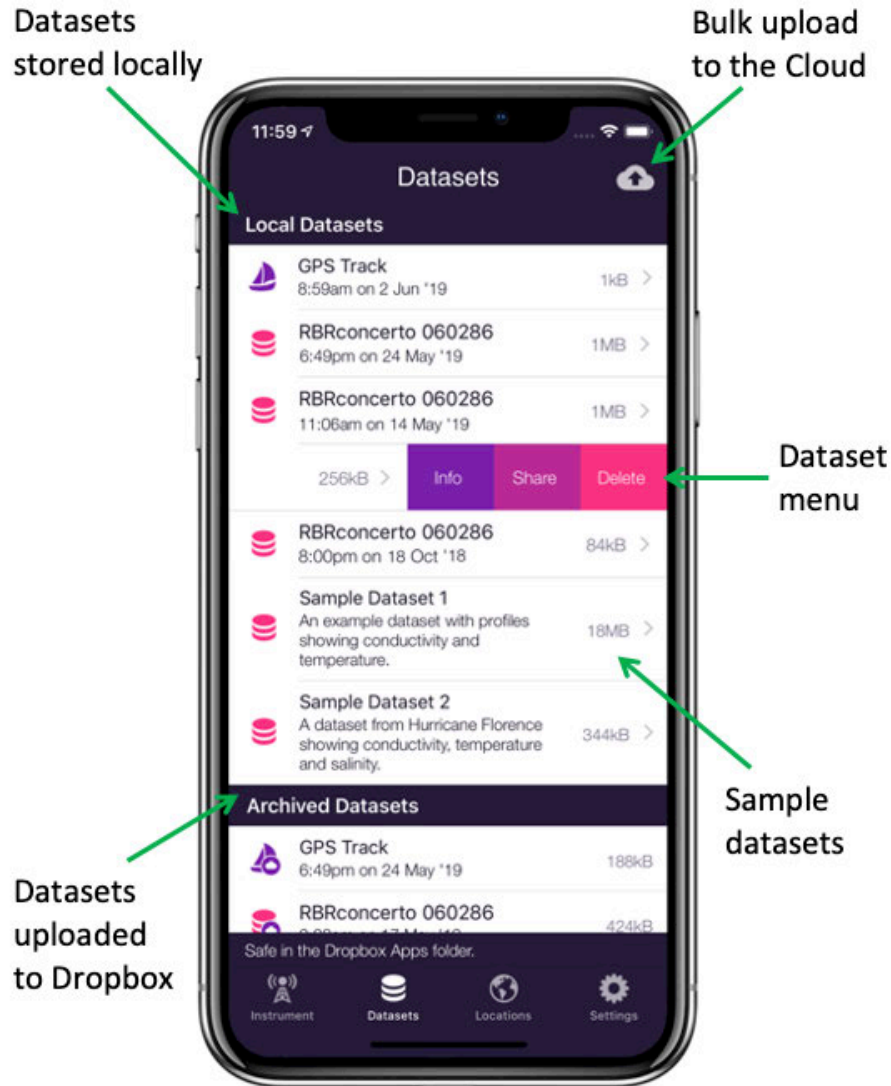 Datasets
stored locally
Bulk upload
to the Cloud
11:59
Datasets
Local Datasets
GPS Track
8:59am on 2 Jun '19
1kB
RBRconcerto 060286
6:49pm on 24 May '19
1MB
RBRconcerto 060286
11:06am on 14 May '19
1MB
256kB
Info
Share
Delete
Dataset
menu
RBRconcerto 060286
8:00pm on 18 Oct '18
84kB
Sample Dataset 1
An example dataset with profiles
showing conductivity and
temperature.
18MB
Sample Dataset 2
A dataset from Hurricane Florence
showing conductivity, temperature
and salinity.
344kB
Sample
datasets
Archived Datasets
GPS Track
6:49pm on 24 May '19
188kB
RBRconcerto 060286
424kB
Datasets
uploaded
to Dropbox
Safe in the Dropbox Apps folder.
Instrument
Datasets
Locations
Settings